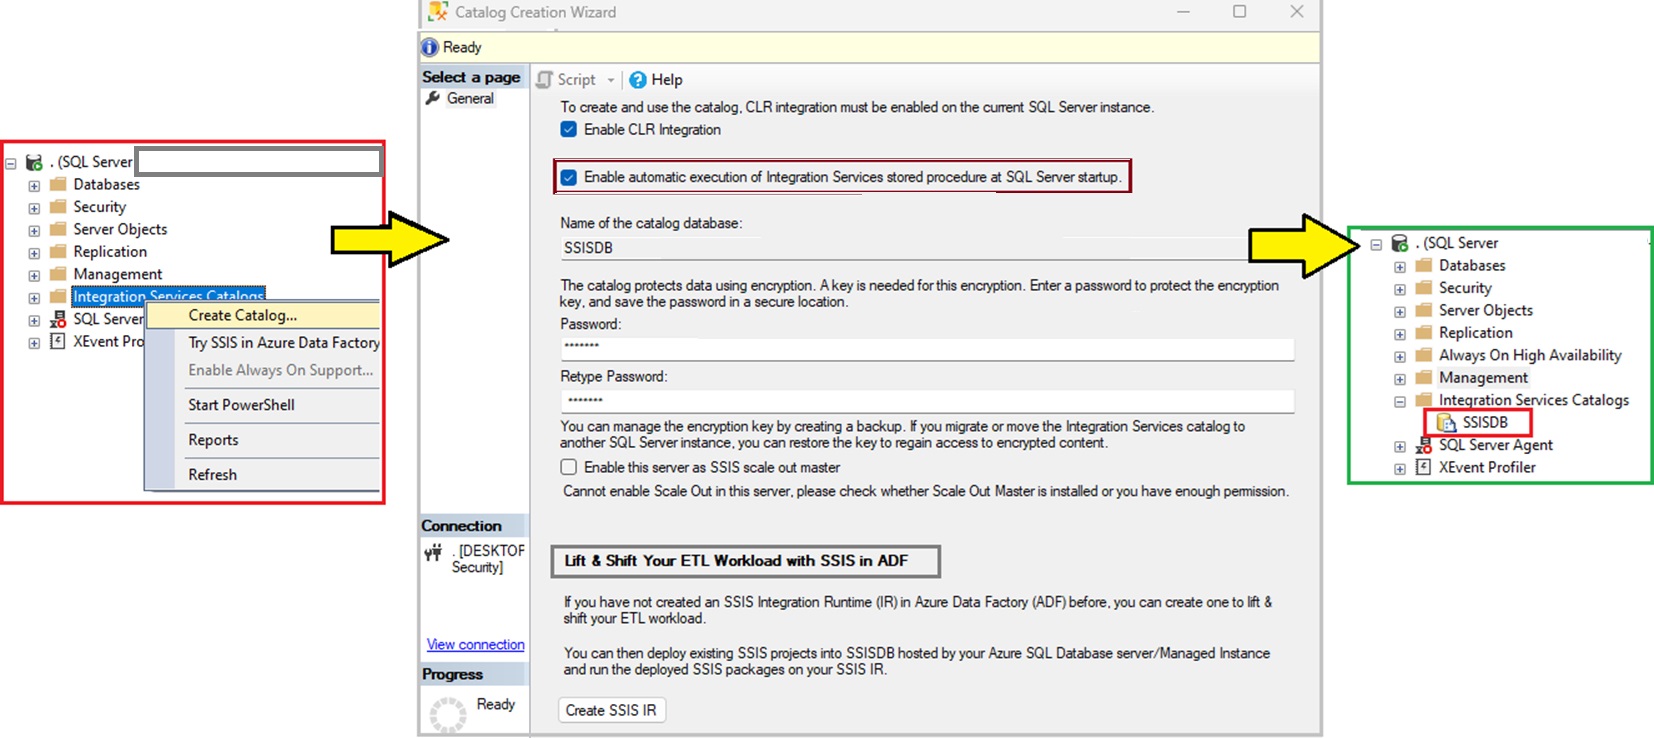 . (SQL Server
Databases
Security
Server Objects
Replication
Management
Integration Services Catalogs
SQL Server
XEvent Pro
Create Catalog...
Try SSIS in Azure Data Factory
Enable Always On Support...
Start PowerShell
Reports
Refresh
Catalog Creation Wizard
Ready
Select a page
General
Script
Help
To create and use the catalog, CLR integration must be enabled on the current SQL Server instance.
Enable CLR Integration
Enable automatic execution of Integration Services stored procedure at SQL Server startup.
Name of the catalog database:
SSISDB
The catalog protects data using encryption. A key is needed for this encryption. Enter a password to protect the encryption
key, and save the password in a secure location.
Password:
*******
Retype Password:
*******
You can manage the encryption key by creating a backup. If you migrate or move the Integration Services catalog to
another SQL Server instance, you can restore the key to regain access to encrypted content.
Enable this server as SSIS scale out master
Cannot enable Scale Out in this server, please check whether Scale Out Master is installed or you have enough permission.
Connection
. [DESKTOP
Security]
View connection
Progress
Ready
Lift & Shift Your ETL Workload with SSIS in ADF
If you have not created an SSIS Integration Runtime (IR) in Azure Data Factory (ADF) before, you can create one to lift &
shift your ETL workload.
You can then deploy existing SSIS projects into SSISDB hosted by your Azure SQL Database server/Managed Instance
and run the deployed SSIS packages on your SSIS IR.
Create SSIS IR
. (SQL Server
Databases
Security
Server Objects
Replication
Always On High Availability
Management
Integration Services Catalogs
SSISDB
SQL Server Agent
XEvent Profiler